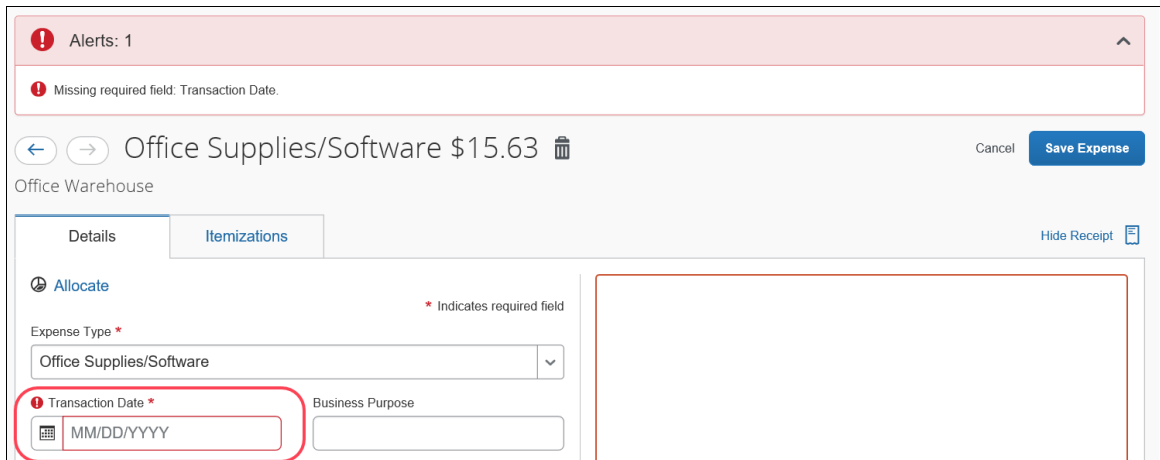 Alerts: 1
Missing required field: Transaction Date.
Office Supplies/Software $15.63
Cancel
Save Expense
Office Warehouse
Details
Itemizations
Hide Receipt
Allocate
* Indicates required field
Expense Type *
Office Supplies/Software
Transaction Date *
Business Purpose
MM/DD/YYYY